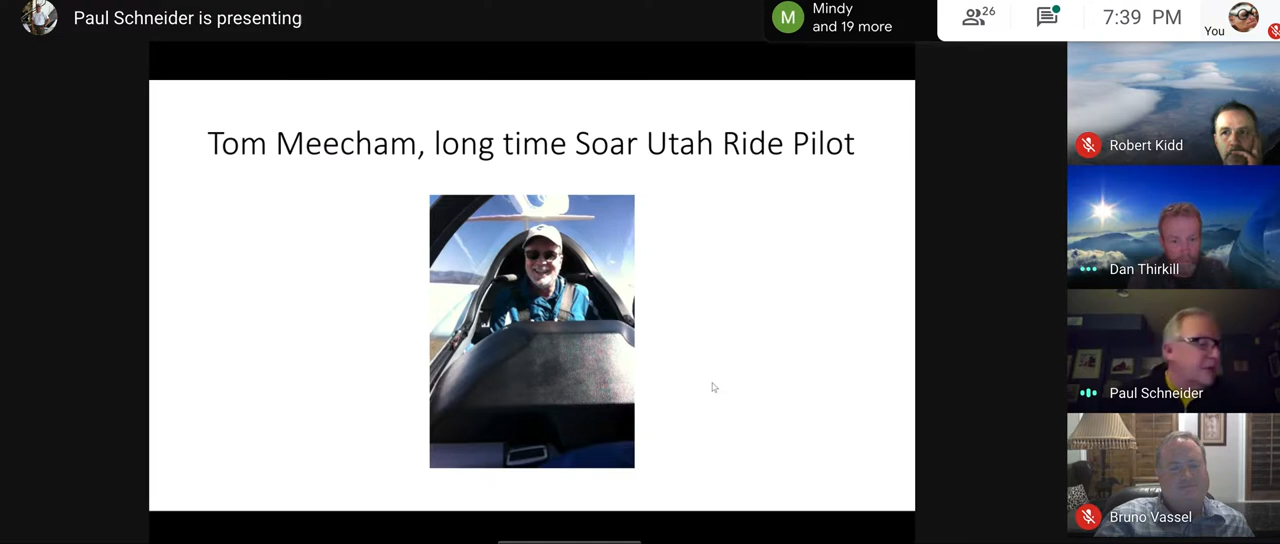 Paul Schneider is presenting
M
Mindy
and 19 more
26
7:39 PM
You
Tom Meecham, long time Soar Utah Ride Pilot
Robert Kidd
Dan Thirkill
Paul Schneider
Bruno Vassel